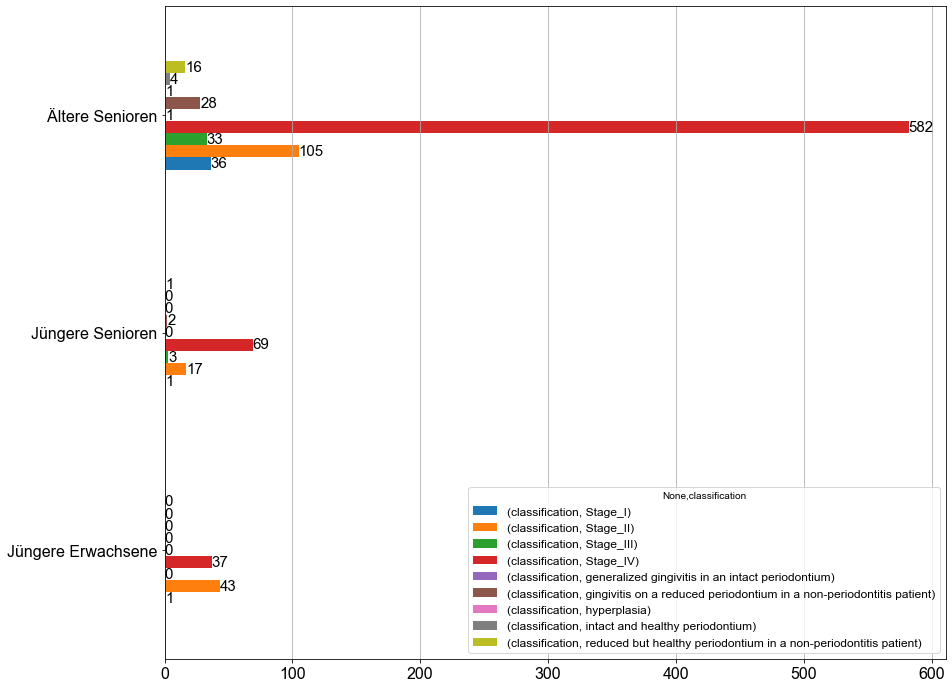 16
4
1
28
Ältere Senioren
1
582
33
105
36
1
0
0
2
Jüngere Senioren
0
69
3
17
1
0
0
0
0
Jüngere Erwachsene
0
37
0
43
1
None,classification
(classification, Stage_I)
(classification, Stage_II)
(classification, Stage_III)
(classification, Stage_IV)
(classification, generalized gingivitis in an intact periodontium)
(classification, gingivitis on a reduced periodontium in a non-periodontitis patient)
(classification, hyperplasia)
(classification, intact and healthy periodontium)
(classification, reduced but healthy periodontium in a non-periodontitis patient)
0 100 200 300 400 500 600